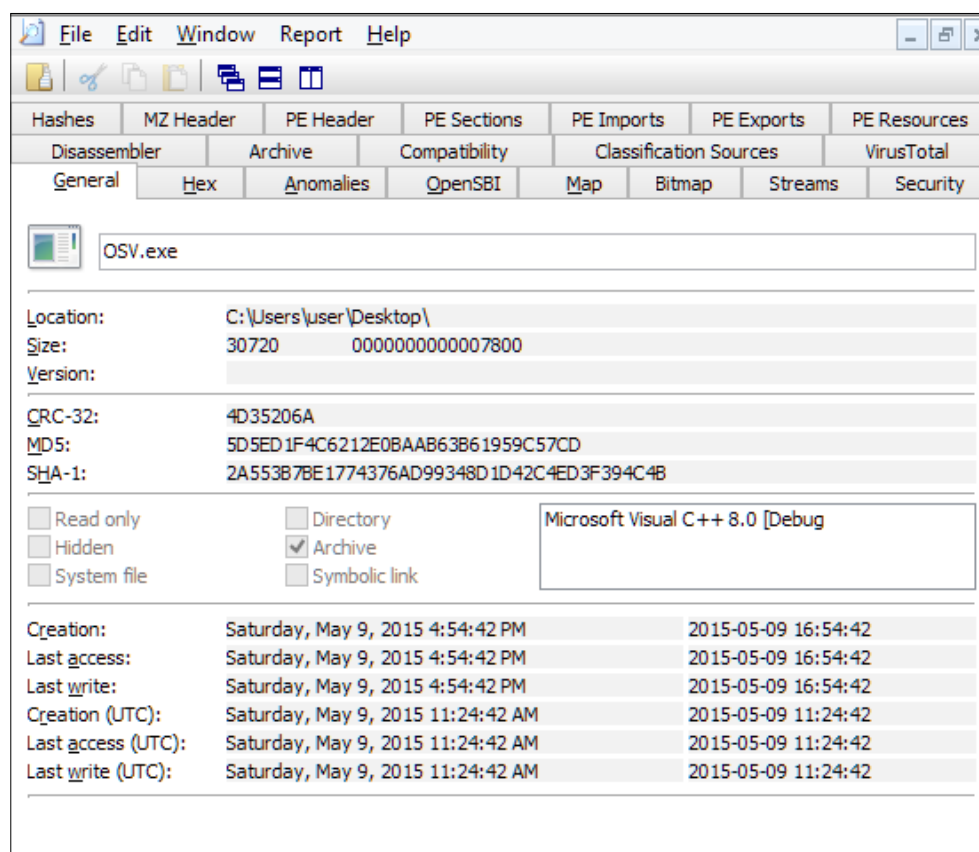 File Edit Window Report Help
Hashes MZ Header PE Header PE Sections PE Imports PE Exports PE Resources
Disassembler Archive Compatibility Classification Sources VirusTotal
General Hex Anomalies OpenSBI Map Bitmap Streams Security
OSV.exe
Location: C:\Users\user\Desktop\
Size: 30720 0000000000007800
Version:
CRC-32: 4D35206A
MD5: 5D5ED1F4C6212E0BAAB63B61959C57CD
SHA-1: 2A553B7BE1774376AD99348D1D42C4ED3F394C4B
Read only Directory Microsoft Visual C++ 8.0 [Debug
Hidden Archive
System file Symbolic link
Creation: Saturday, May 9, 2015 4:54:42 PM 2015-05-09 16:54:42
Last access: Saturday, May 9, 2015 4:54:42 PM 2015-05-09 16:54:42
Last write: Saturday, May 9, 2015 4:54:42 PM 2015-05-09 16:54:42
Creation (UTC): Saturday, May 9, 2015 11:24:42 AM 2015-05-09 11:24:42
Last access (UTC): Saturday, May 9, 2015 11:24:42 AM 2015-05-09 11:24:42
Last write (UTC): Saturday, May 9, 2015 11:24:42 AM 2015-05-09 11:24:42